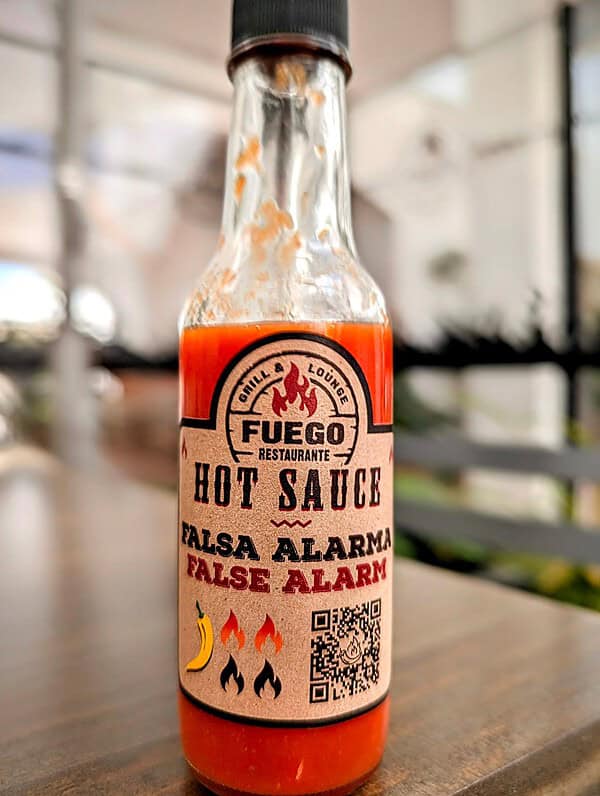 GRILL & LOUNGE
FUEGO
RESTAURANTE
HOT SAUCE
FALSA ALARMA
FALSE ALARM